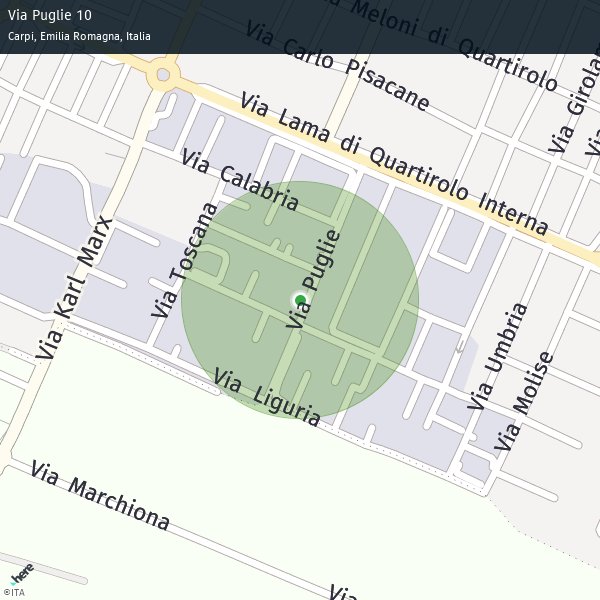 Via Puglie 10
Carpi, Emilia Romagna, Italia
Meloni di Quartirolo
Via Carlo Pisacane
Via Girola
Via Lama di Quartirolo Interna
Via Calabria
Via Toscana
Via Puglie
Via Karl Marx
Via Umbria
Via Molise
Via Liguria
Via Marchiona
Via
here
©ITA